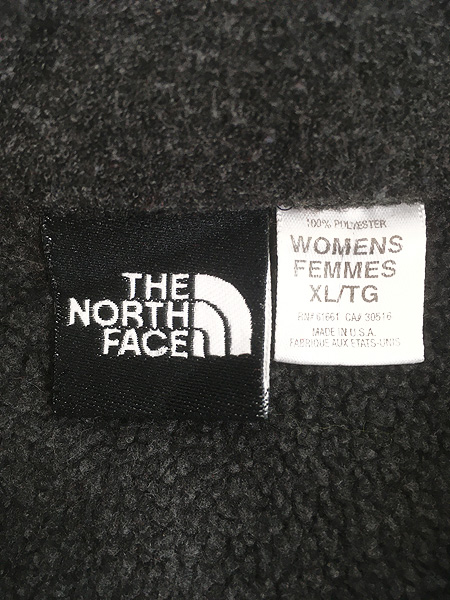 THE
NORTH
FACE
100% POLYESTER
WOMENS
FEMMES
XL/TG
RN# 61661 CA# 30516
MADE IN U.S.A.
FABRIQUE AUX ETATS-UNIS